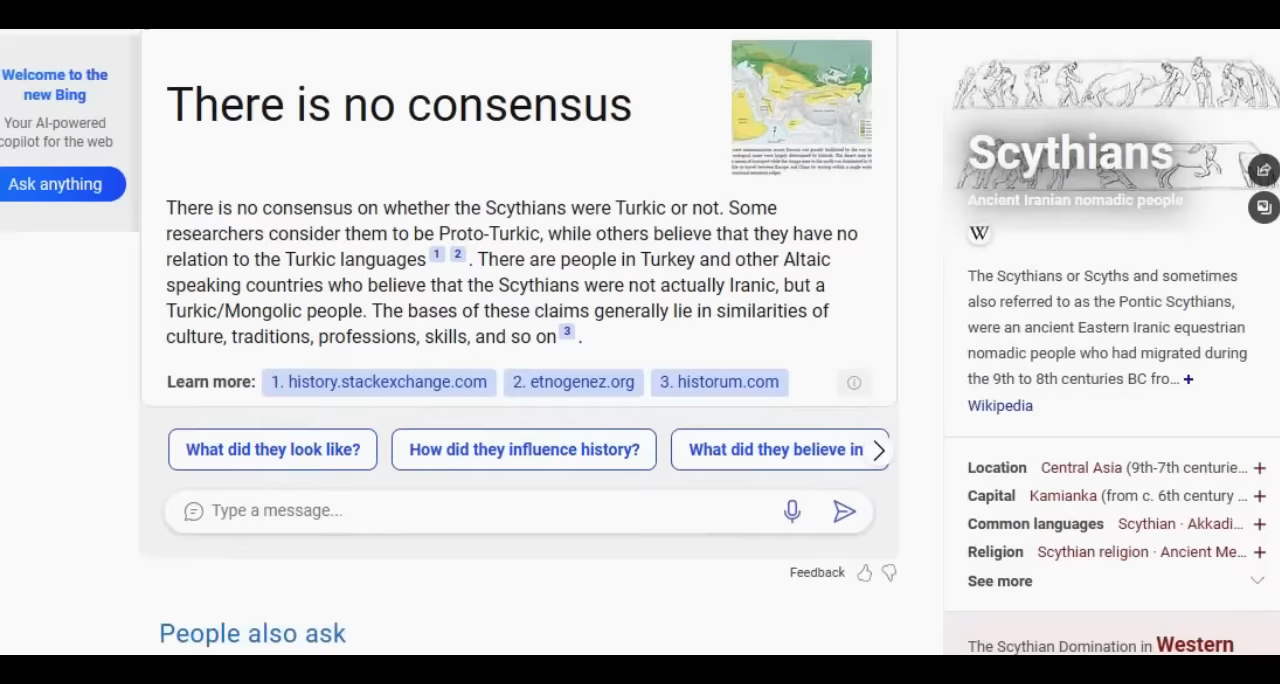 Welcome to the
new Bing
Your AI-powered
copilot for the web
Ask anything
There is no consensus
There is no consensus on whether the Scythians were Turkic or not. Some
researchers consider them to be Proto-Turkic, while others believe that they have no
relation to the Turkic languages 1 2 . There are people in Turkey and other Altaic
speaking countries who believe that the Scythians were not actually Iranic, but a
Turkic/Mongolic people. The bases of these claims generally lie in similarities of
culture, traditions, professions, skills, and so on 3 .
Learn more: 1. history.stackexchange.com 2. etnogenez.org 3. historum.com
What did they look like? How did they influence history? What did they believe in
Type a message...
Feedback
People also ask
Scythians
Ancient Iranian nomadic people
W
The Scythians or Scyths and sometimes
also referred to as the Pontic Scythians,
were an ancient Eastern Iranic equestrian
nomadic people who had migrated during
the 9th to 8th centuries BC fro... +
Wikipedia
Location Central Asia (9th-7th centurie... +
Capital Kamianka (from c. 6th century ... +
Common languages Scythian · Akkadi... +
Religion Scythian religion · Ancient Me... +
See more
The Scythian Domination in Western